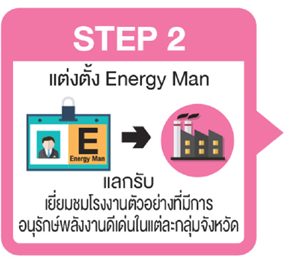 STEP 2
แต่งตั้ง Energy Man
E
Energy Man
แลกรับ
เยี่ยมชมโรงงานตัวอย่างที่มีการ
อนุรักษ์พลังงานดีเด่นในแต่ละกลุ่มจังหวัด